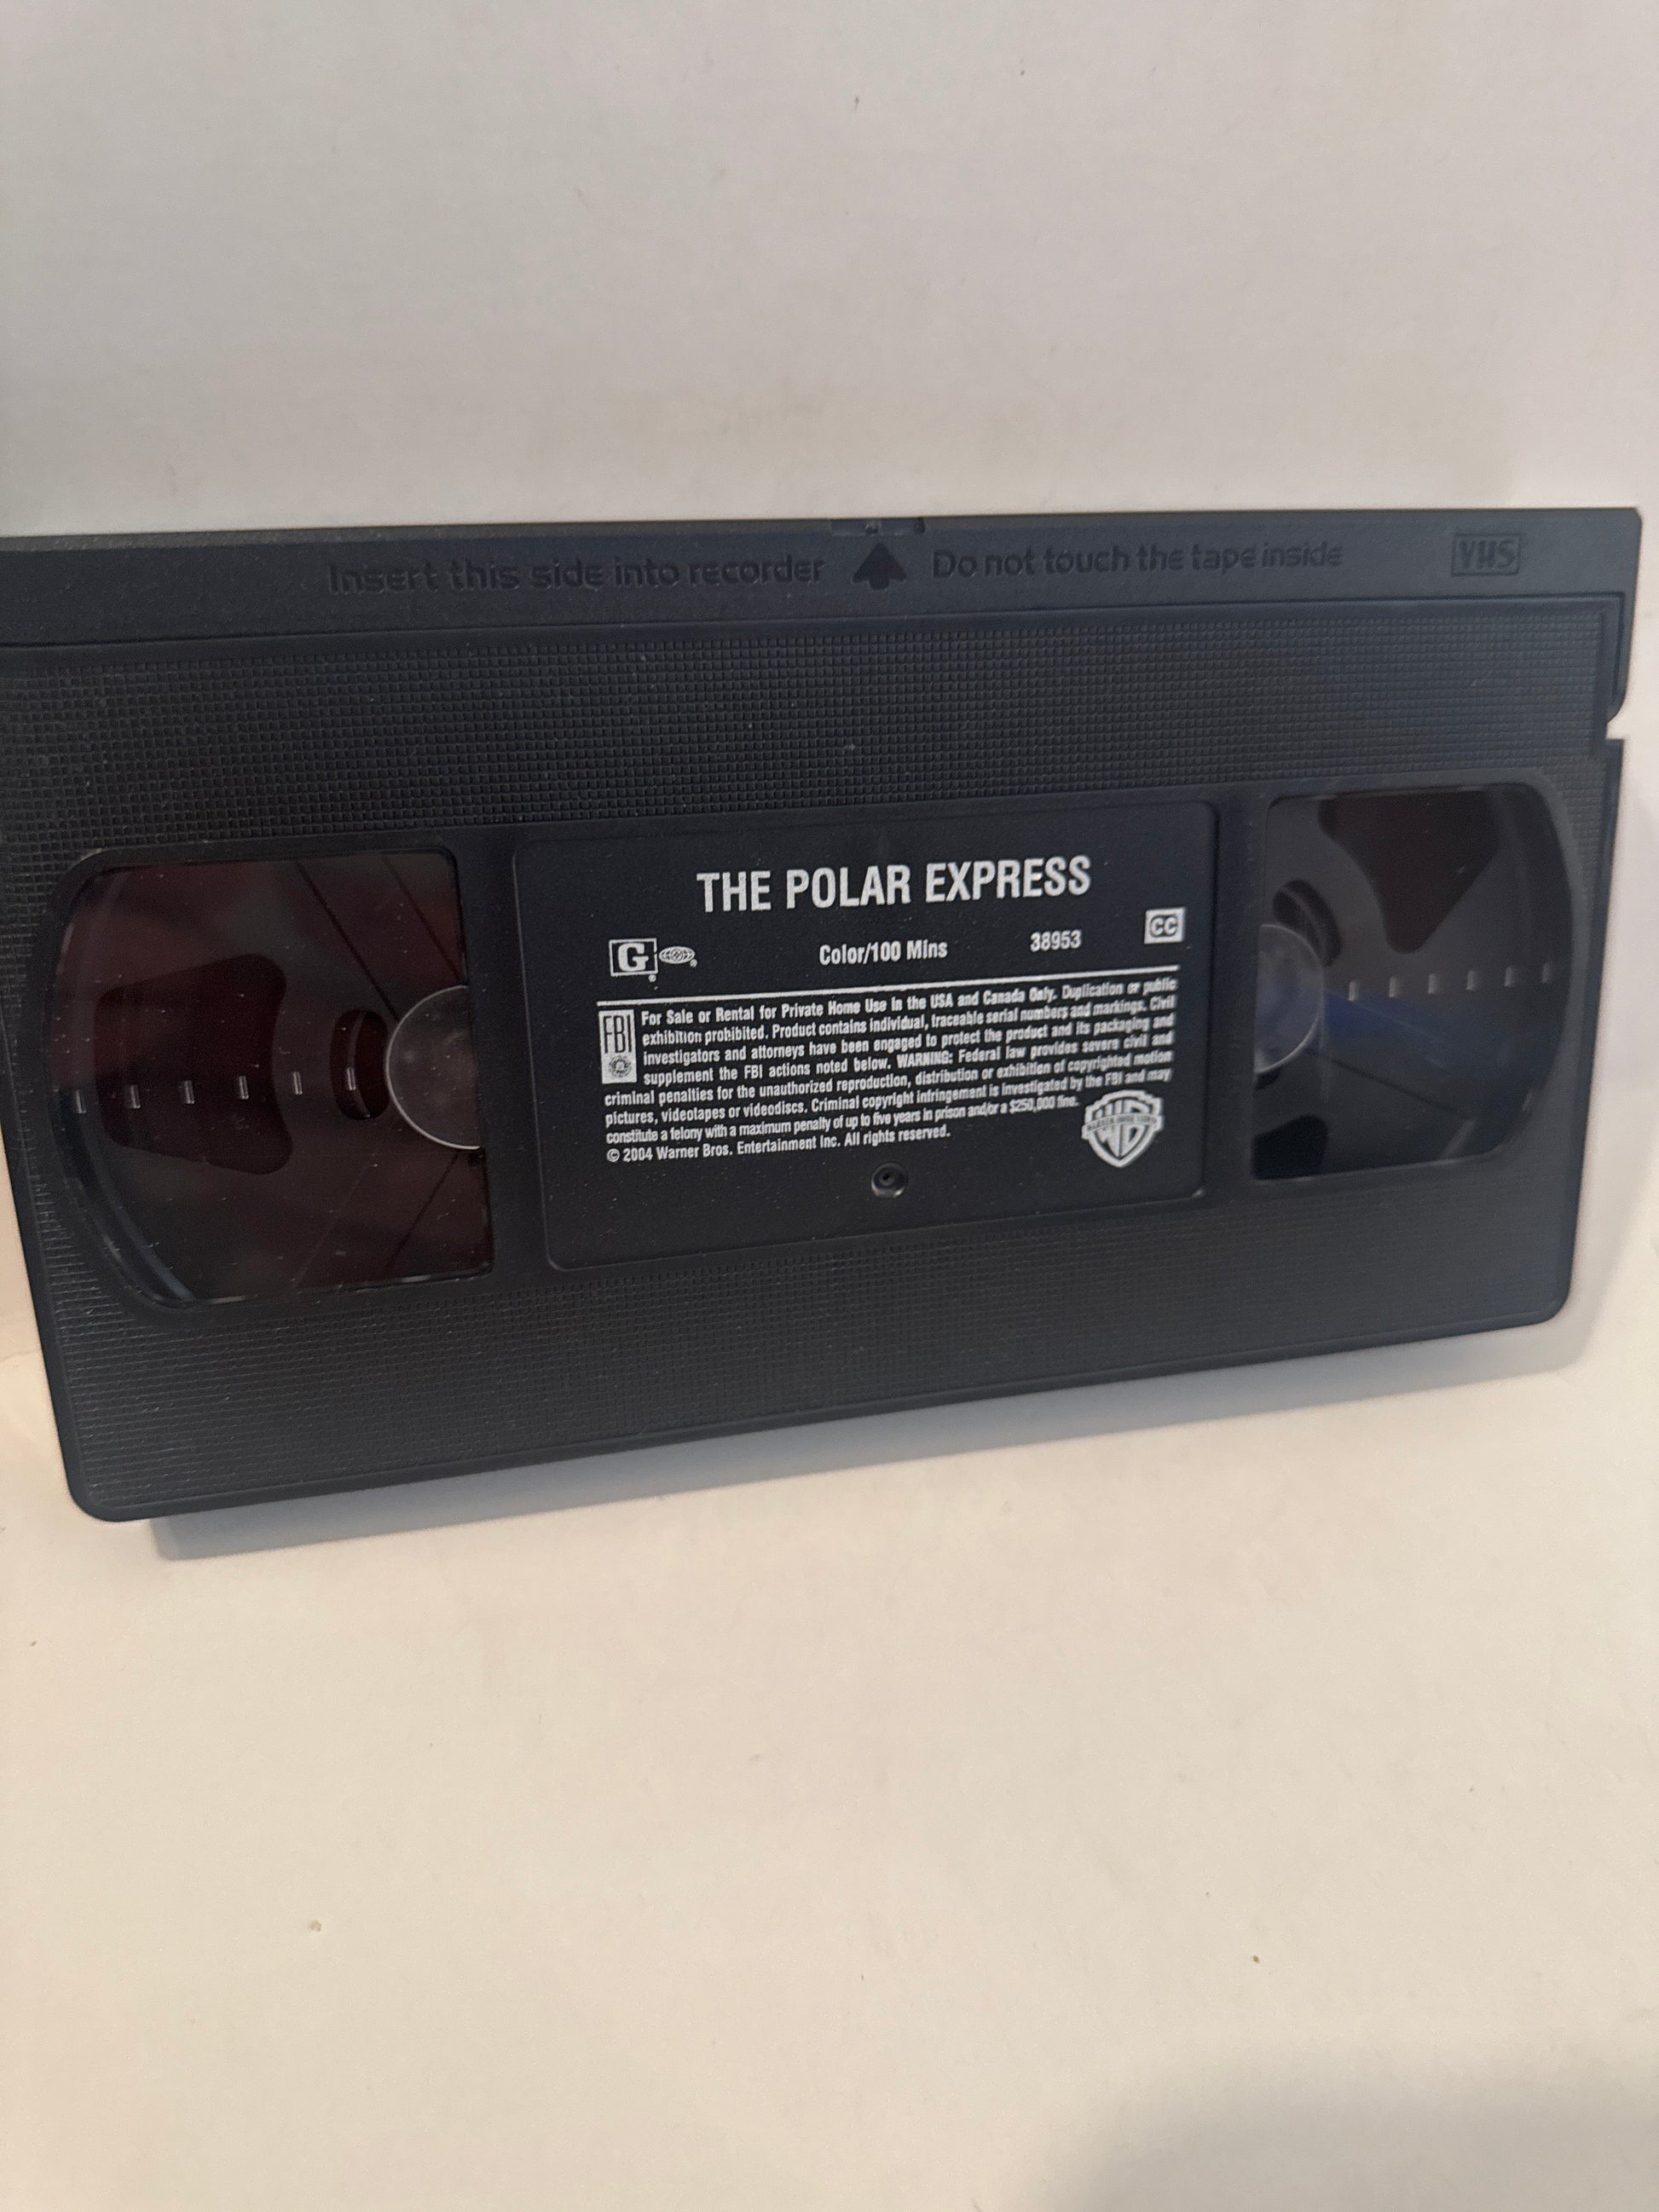 Insert this side into recorder Do not touch the tape inside VHS
THE POLAR EXPRESS
G Color/100 Mins 38953 CC
For Sale or Rental for Private Home Use in the USA and Canada Only. Duplication or public
exhibition prohibited. Product contains individual, traceable serial numbers and markings. Civil
investigators and attorneys have been engaged to protect the product and its packaging and
supplement the FBI actions noted below. WARNING: Federal law provides severe civil and
criminal penalties for the unauthorized reproduction, distribution or exhibition of copyrighted motion
pictures, videotapes or videodiscs. Criminal copyright infringement is investigated by the FBI and may
constitute a felony with a maximum penalty of up to five years in prison and/or a $250,000 fine.
© 2004 Warner Bros. Entertainment Inc. All rights reserved.
FBI
WB